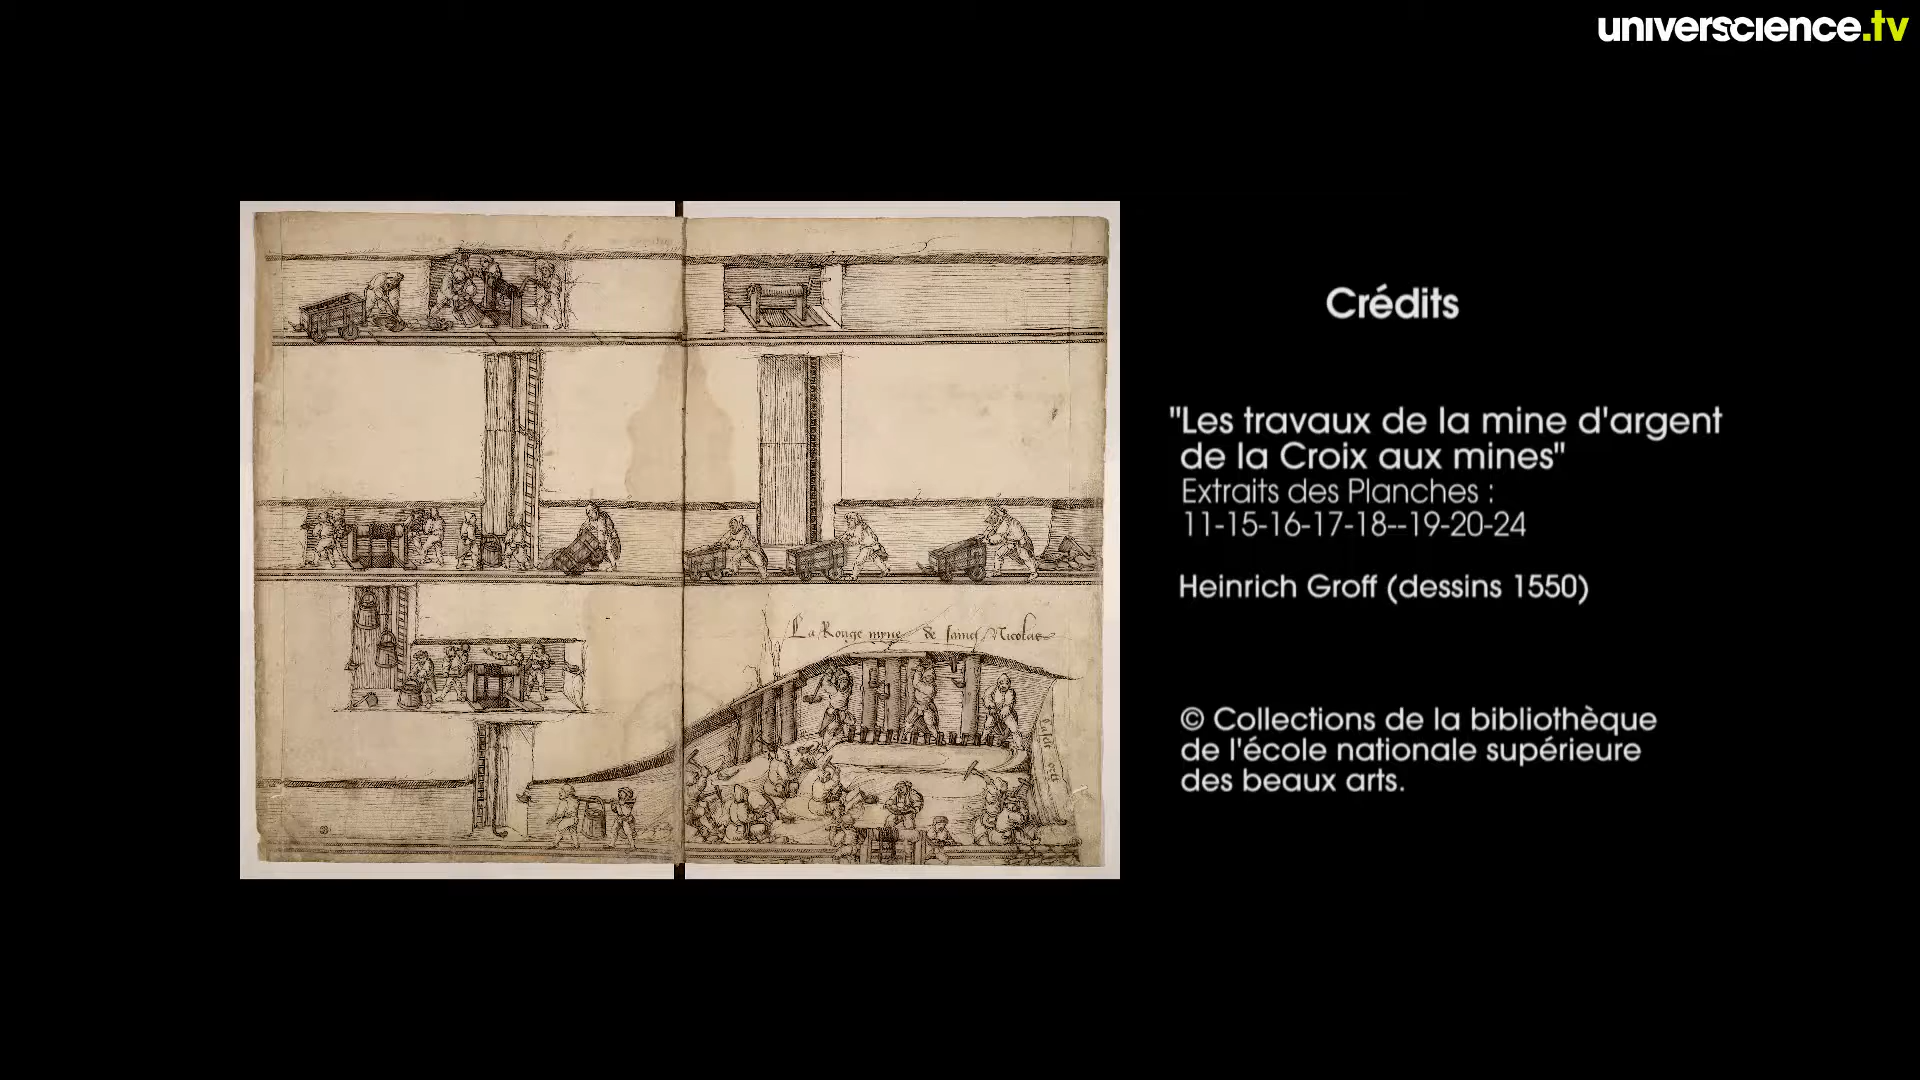 universcience.tv
Crédits
"Les travaux de la mine d'argent
de la Croix aux mines"
Extraits des Planches :
11-15-16-17-18--19-20-24
Heinrich Groff (dessins 1550)
La Rouge myne de sainct Nicolas
© Collections de la bibliothèque
de l'école nationale supérieure
des beaux arts.